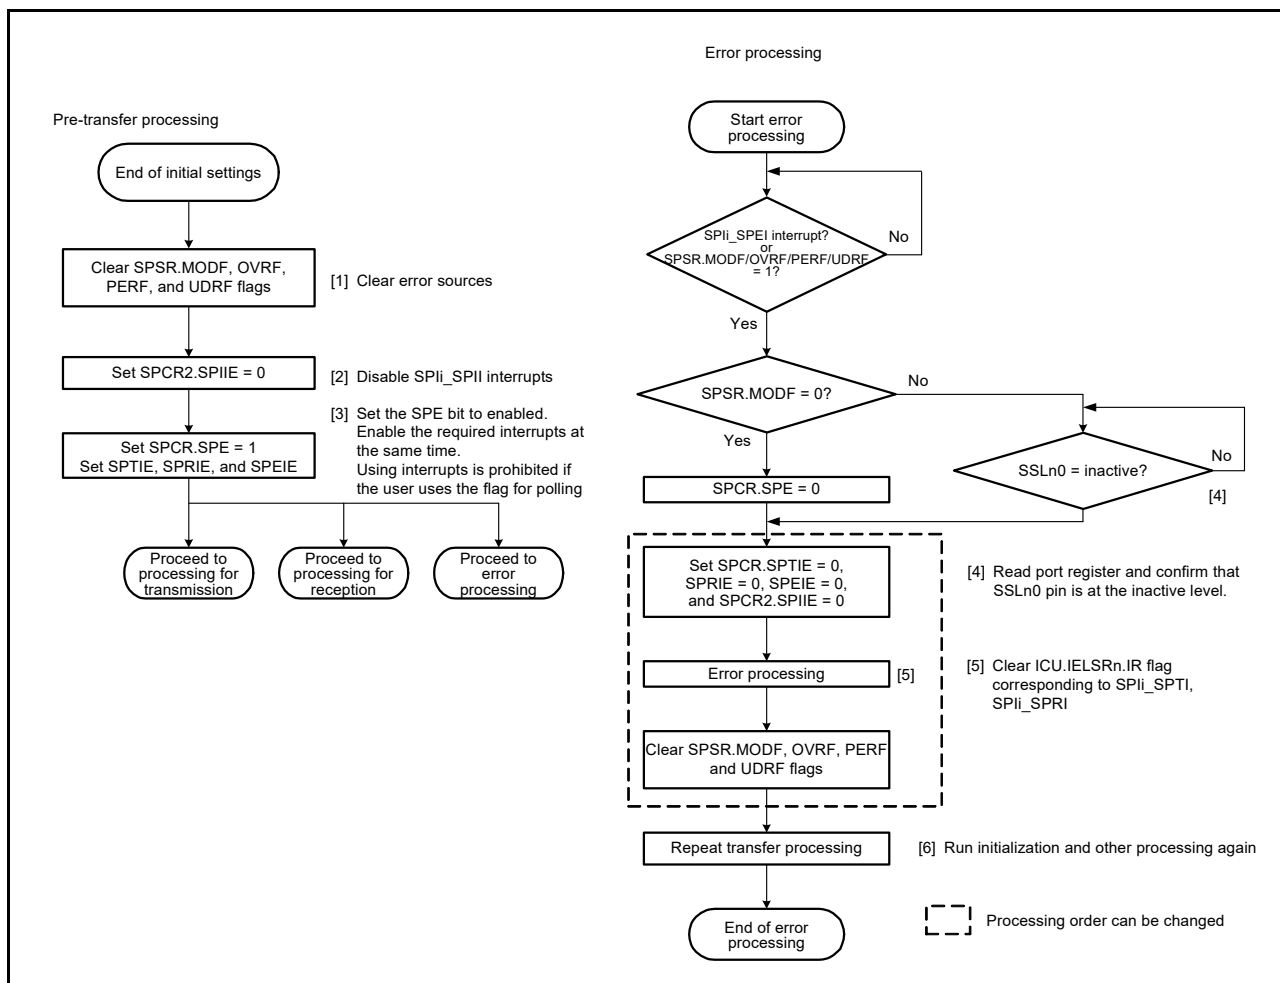 Pre-transfer processing
End of initial settings
Clear SPSR.MODF, OVRF,
PERF, and UDRF flags
[1] Clear error sources
Set SPCR2.SPIIE = 0
[2] Disable SPIi_SPII interrupts
Set SPCR.SPE = 1
Set SPTIE, SPRIE, and SPEIE
[3] Set the SPE bit to enabled.
Enable the required interrupts at
the same time.
Using interrupts is prohibited if
the user uses the flag for polling
Proceed to
processing for
transmission
Proceed to
processing for
reception
Proceed to
error
processing
Error processing
Start error
processing
SPIi_SPEI interrupt?
or
SPSR.MODF/OVRF/PERF/UDRF
= 1?
No
Yes
SPSR.MODF = 0?
No
Yes
SSLn0 = inactive?
No
[4]
SPCR.SPE = 0
Set SPCR.SPTIE = 0,
SPRIE = 0, SPEIE = 0,
and SPCR2.SPIIE = 0
[4] Read port register and confirm that
SSLn0 pin is at the inactive level.
Error processing
[5]
[5] Clear ICU.IELSRn.IR flag
corresponding to SPIi_SPTI,
SPIi_SPRI
Clear SPSR.MODF, OVRF, PERF
and UDRF flags
Repeat transfer processing
[6] Run initialization and other processing again
End of error
processing
Processing order can be changed